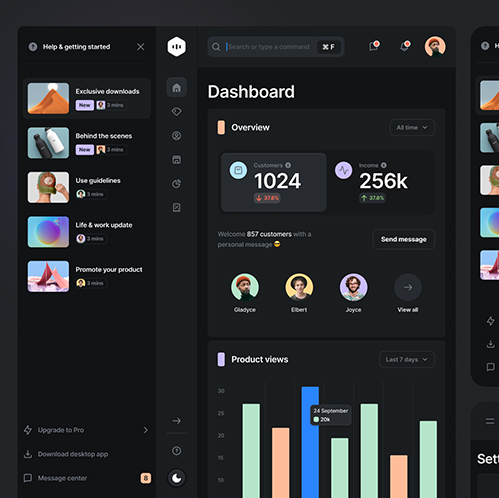 Help & getting started
Search or type a command
⌘ F
Exclusive downloads
New
3 mins
Behind the scenes
New
3 mins
Use guidelines
3 mins
Life & work update
3 mins
Promote your product
3 mins
Upgrade to Pro
Download desktop app
Message center
8
Dashboard
Overview
All time
Customers
1024
37.8%
Income
256k
37.8%
Welcome 857 customers with a
personal message 😎
Send message
Gladyce
Elbert
Joyce
View all
Product views
Last 7 days
30
25
20
15
10
24 September
20k
Sett